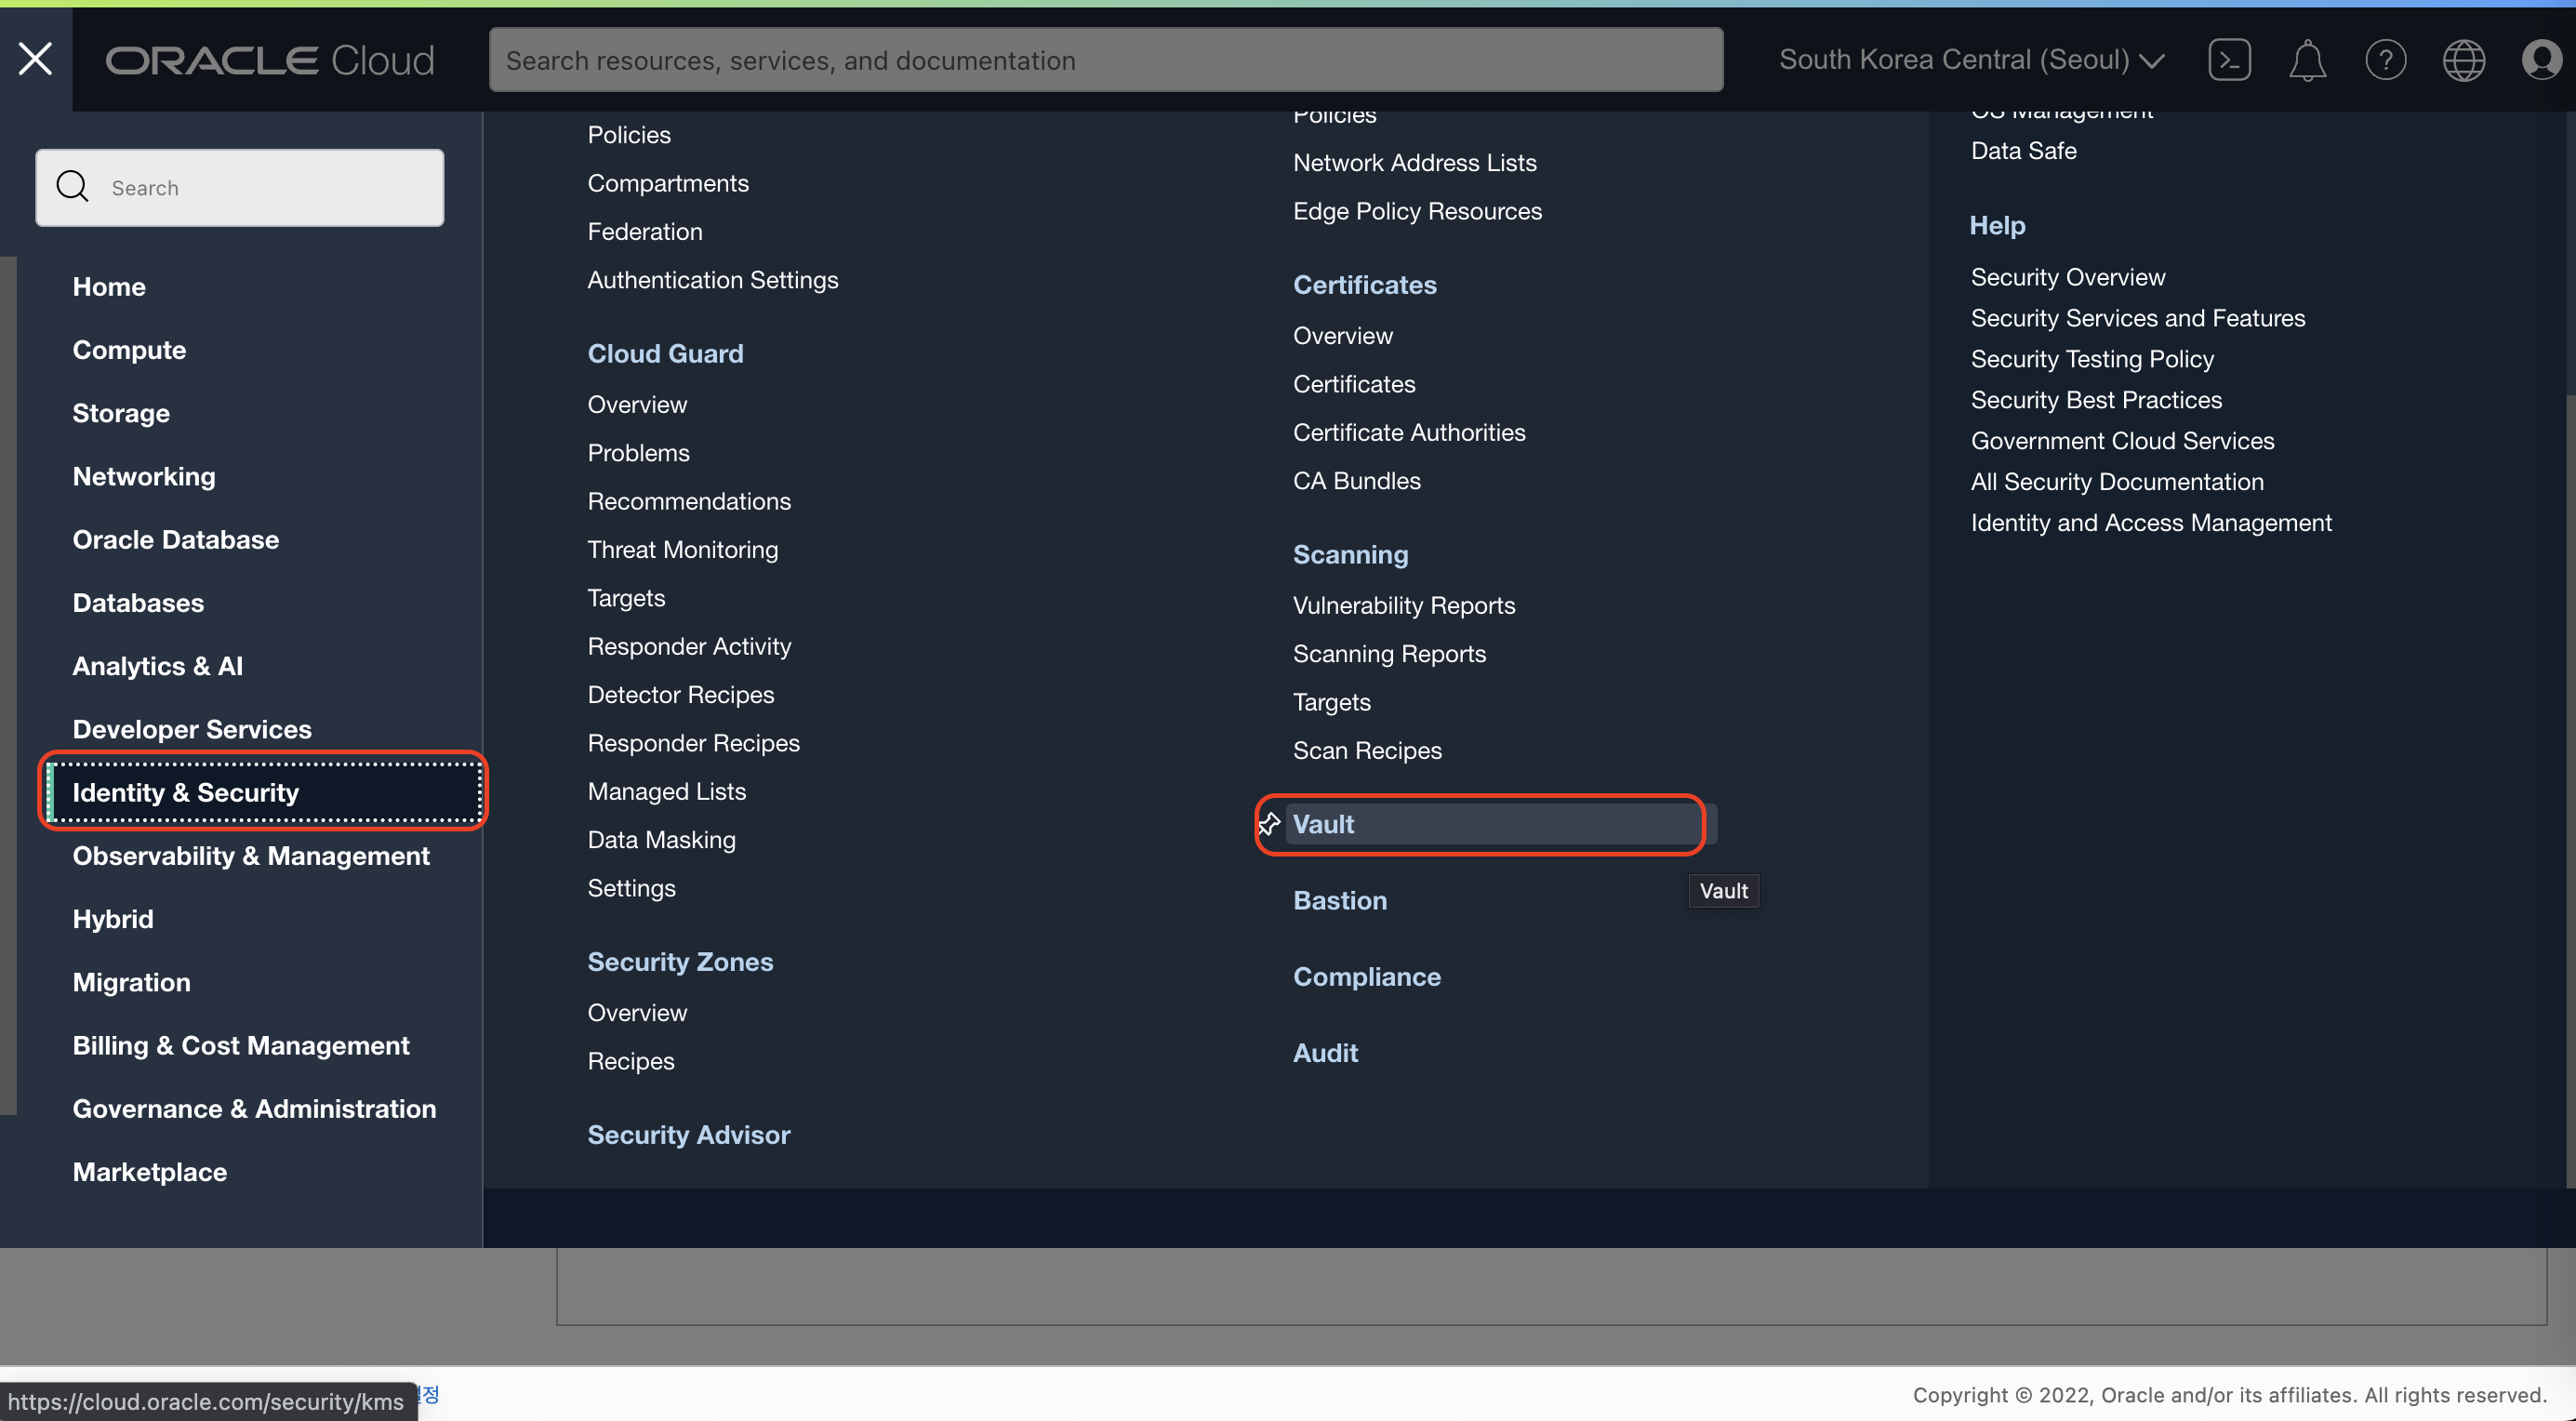 ORACLE Cloud
Search resources, services, and documentation
South Korea Central (Seoul)
Search
Home
Compute
Storage
Networking
Oracle Database
Databases
Analytics & AI
Developer Services
Identity & Security
Observability & Management
Hybrid
Migration
Billing & Cost Management
Governance & Administration
Marketplace
Policies
Compartments
Federation
Authentication Settings
Cloud Guard
Overview
Problems
Recommendations
Threat Monitoring
Targets
Responder Activity
Detector Recipes
Responder Recipes
Managed Lists
Data Masking
Settings
Security Zones
Overview
Recipes
Security Advisor
Policies
Network Address Lists
Edge Policy Resources
Certificates
Overview
Certificates
Certificate Authorities
CA Bundles
Scanning
Vulnerability Reports
Scanning Reports
Targets
Scan Recipes
Vault
Vault
Bastion
Compliance
Audit
OS Management
Data Safe
Help
Security Overview
Security Services and Features
Security Testing Policy
Security Best Practices
Government Cloud Services
All Security Documentation
Identity and Access Management
https://cloud.oracle.com/security/kms
정
Copyright © 2022, Oracle and/or its affiliates. All rights reserved.